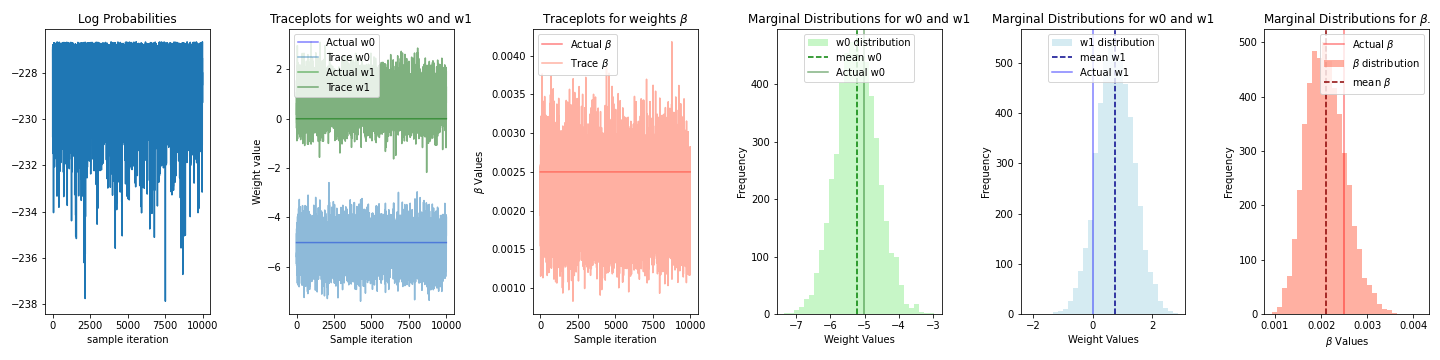 Log Probabilities
−228
−230
−232
−234
−236
−238
0
2500
5000
7500
10000
sample iteration
Traceplots for weights w0 and w1
Actual w0
Trace w0
Actual w1
Trace w1
Weight value
2
0
−2
−4
−6
0
2500
5000
7500
10000
Sample iteration
Traceplots for weights β
Actual β
Trace β
β Values
0.0040
0.0035
0.0030
0.0025
0.0020
0.0015
0.0010
0
2500
5000
7500
10000
Sample iteration
Marginal Distributions for w0 and w1
w0 distribution
mean w0
Actual w0
Frequency
400
300
200
100
0
−7
−6
−5
−4
−3
Weight Values
Marginal Distributions for w0 and w1
w1 distribution
mean w1
Actual w1
Frequency
500
400
300
200
100
0
−2
0
2
Weight Values
Marginal Distributions for β.
Actual β
β distribution
mean β
Frequency
500
400
300
200
100
0
0.001
0.002
0.003
0.004
β Values